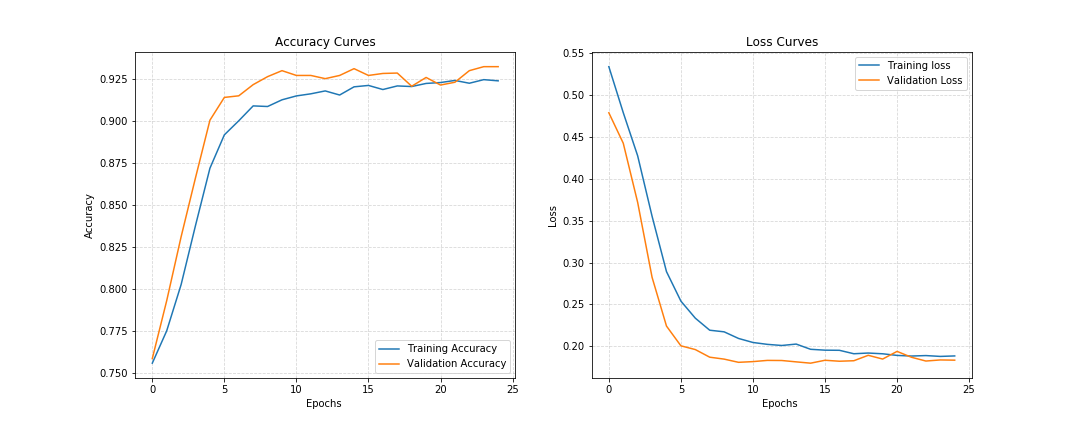 Accuracy Curves
0.925
0.900
0.875
0.850
0.825
0.800
0.775
0.750
Accuracy
0
5
10
15
20
25
Epochs
Training Accuracy
Validation Accuracy
Loss Curves
0.55
0.50
0.45
0.40
0.35
0.30
0.25
0.20
Loss
0
5
10
15
20
25
Epochs
Training loss
Validation Loss